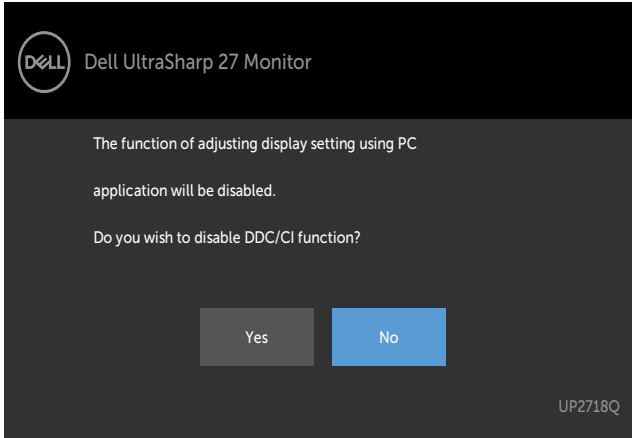 DELL
Dell UltraSharp 27 Monitor
The function of adjusting display setting using PC
application will be disabled.
Do you wish to disable DDC/CI function?
Yes
No
UP2718Q